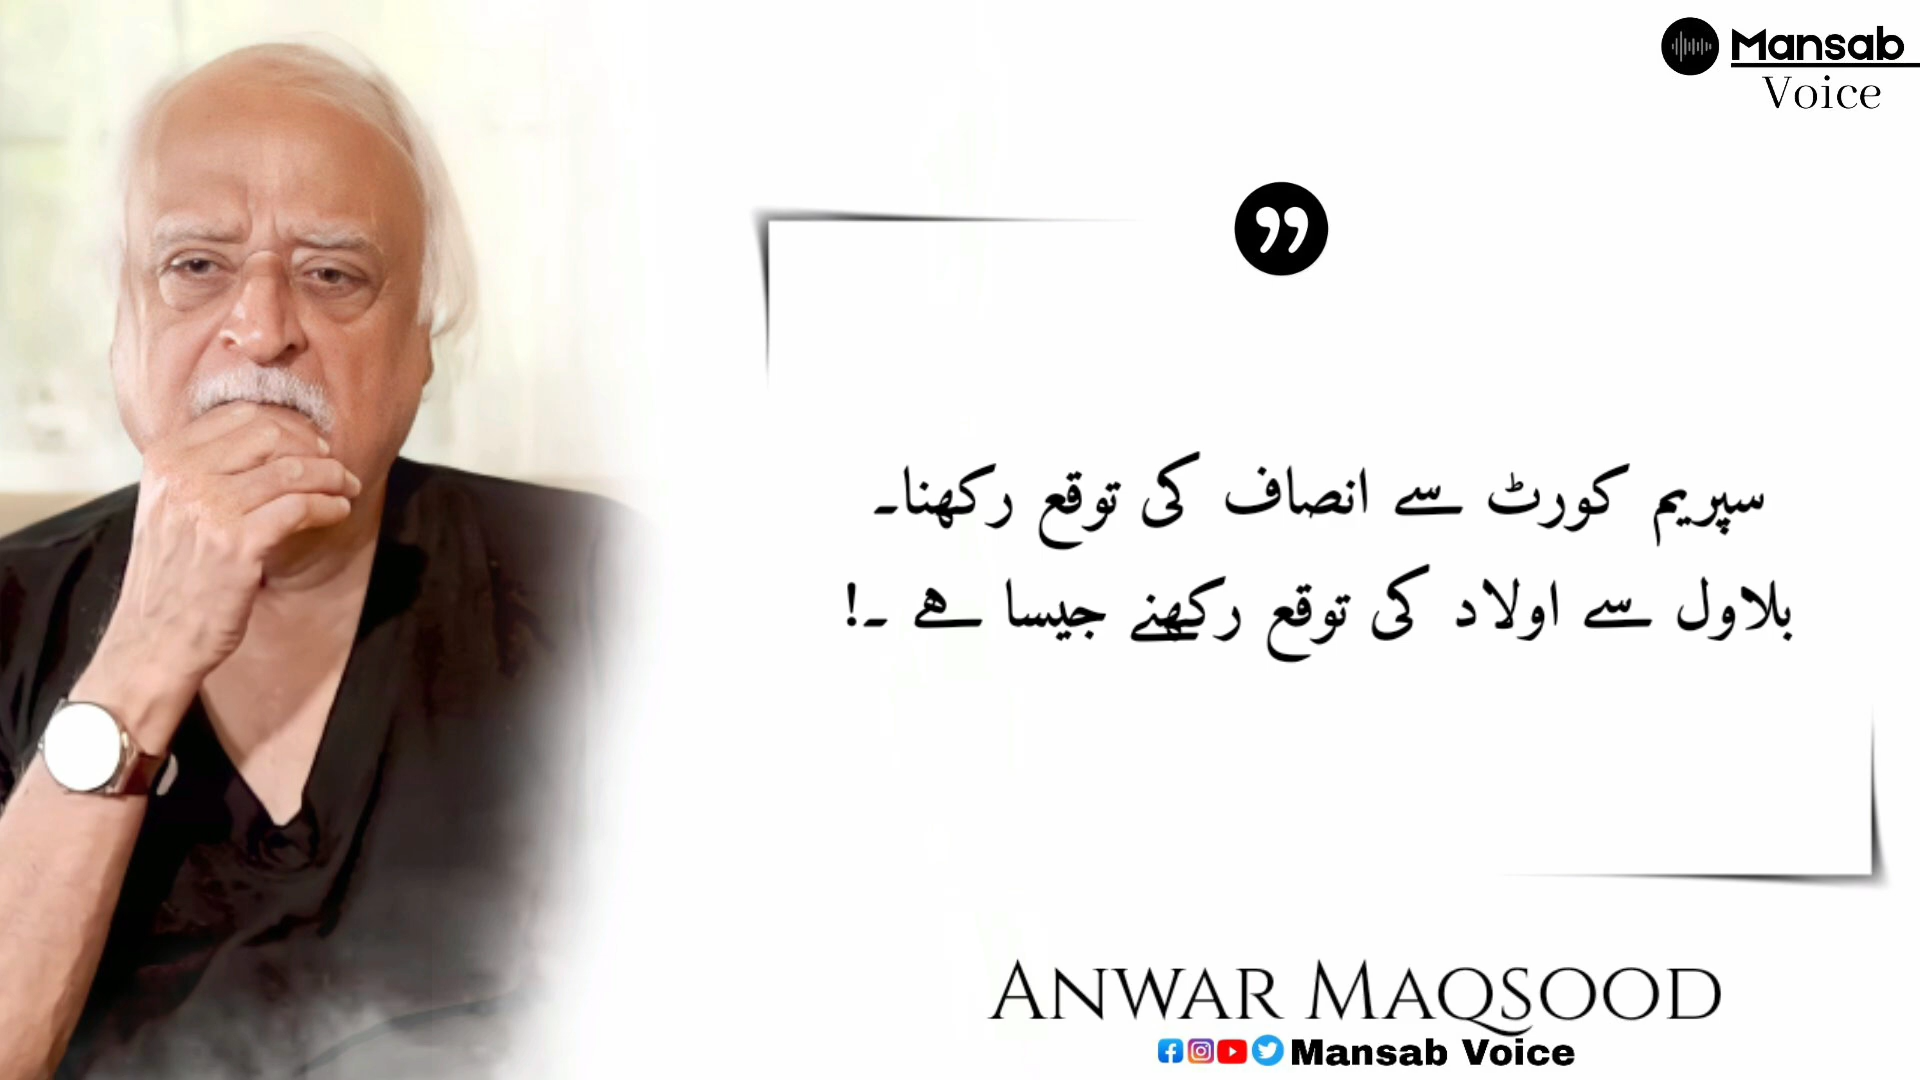 Mansab
Voice
”
سپریم کورٹ سے انصاف کی توقع رکھنا۔
بلاول سے اولاد کی توقع رکھنے جیسا ہے ۔!
ANWAR MAQSOOD
Mansab Voice